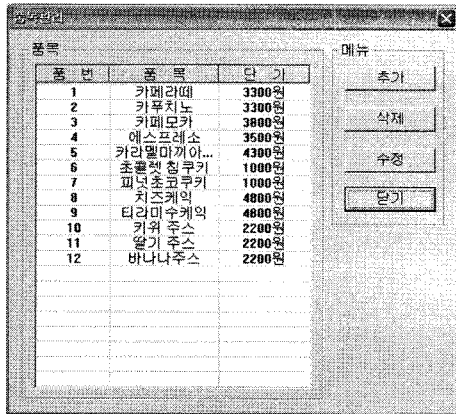 품목관리
품목
품 번 품 목 단 가
1 카페라떼 3300원
2 카푸치노 3300원
3 카페모카 3800원
4 에스프레소 3500원
5 카라멜마끼아... 4300원
6 초콜렛 칩쿠키 1000원
7 피넛초코쿠키 1000원
8 치즈케익 4800원
9 티라미수케익 4800원
10 키위 주스 2200원
11 딸기 주스 2200원
12 바나나주스 2200원
메뉴
추가
삭제
수정
닫기